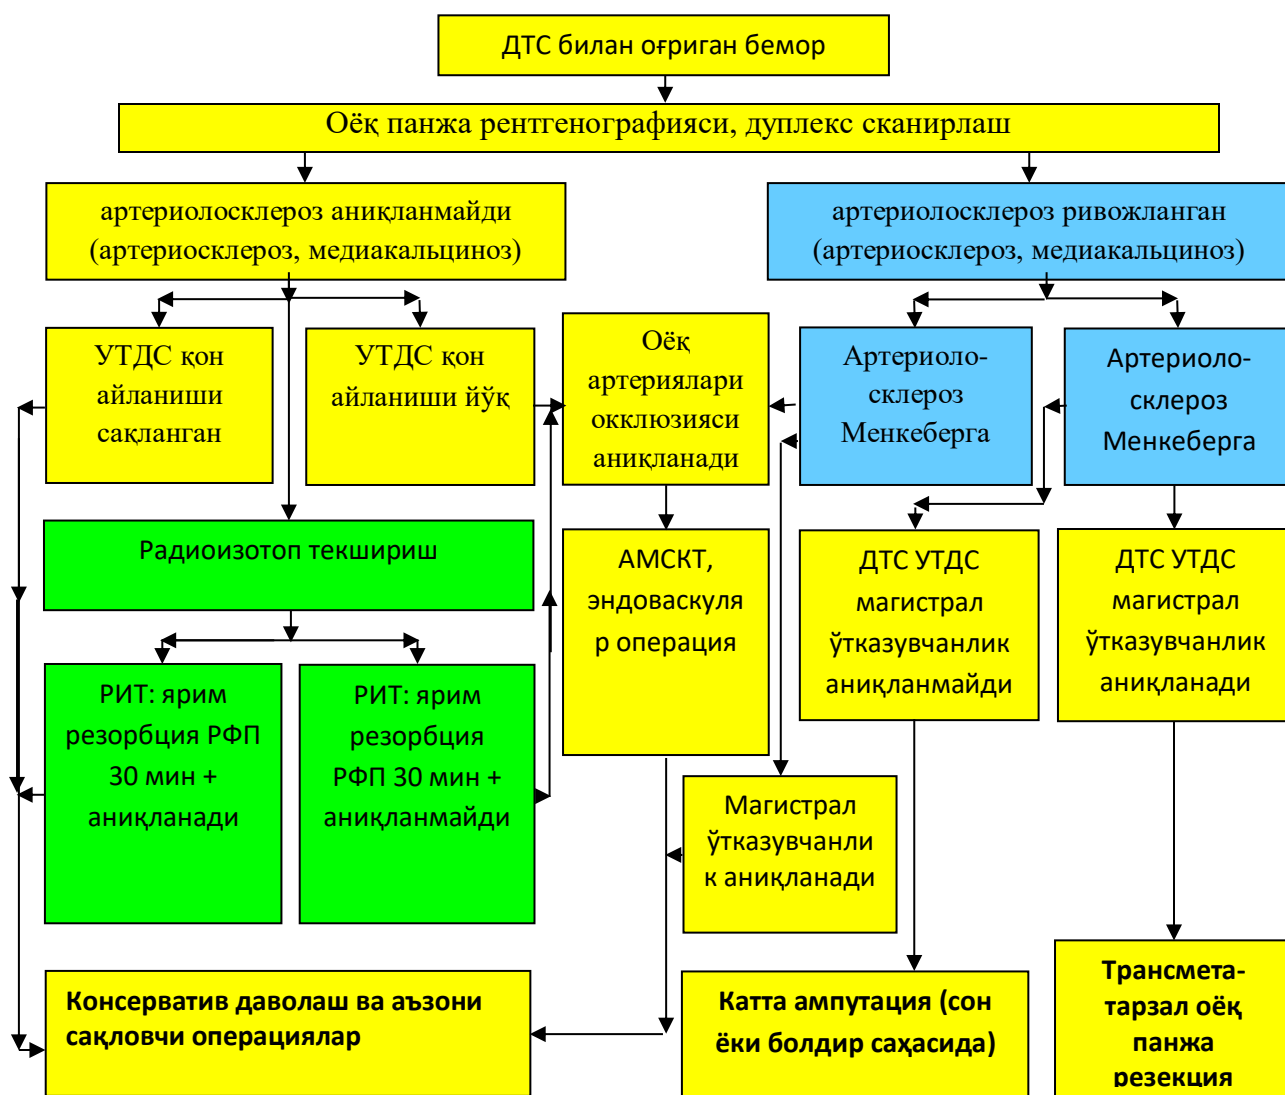 ДТС билан оғриган бемор
Оёқ панжа рентгенографияси, дуплекс сканирлаш
артериолосклероз аниқланмайди
(артериосклероз, медиакальциноз)
артериолосклероз ривожланган
(артериосклероз, медиакальциноз)
УТДС қон
айланиши
сақланган
УТДС қон
айланиши йўқ
Оёқ
артериялари
окклюзияси
аниқланади
Артериоло-
склероз
Менкеберга
Артериоло-
склероз
Менкеберга
Радиоизотоп текшириш
АМСКТ,
эндоваскуля
р операция
ДТС УТДС
магистрал
ўтказувчанлик
аниқланмайди
ДТС УТДС
магистрал
ўтказувчанлик
аниқланади
РИТ: ярим
резорбция РФП
30 мин +
аниқланади
РИТ: ярим
резорбция
РФП 30 мин +
аниқланмайди
Магистрал
ўтказувчанли
к аниқланади
Консерватив даволаш ва аъзони
сақловчи операциялар
Катта ампутация (сон
ёки болдир саҳасида)
Трансмета-
тарзал оёқ
панжа
резекция